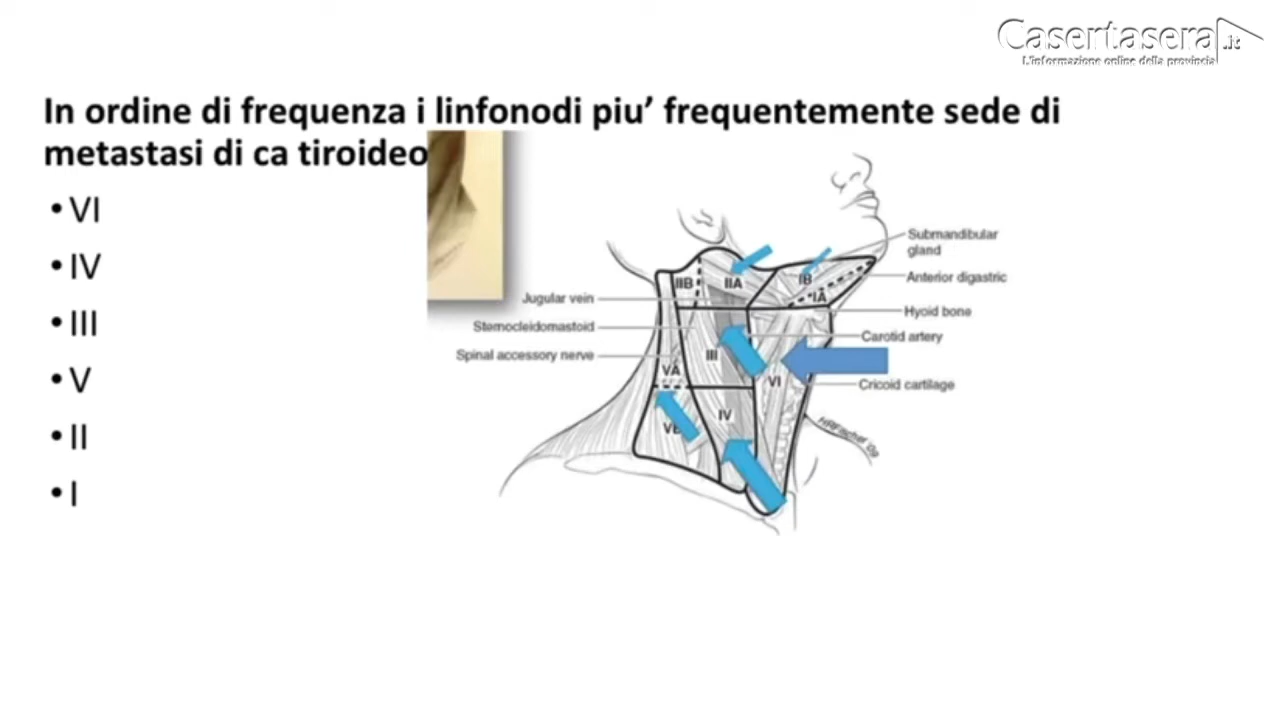 Casertasera.it
L'informazione online della provincia
In ordine di frequenza i linfonodi piu' frequentemente sede di
metastasi di ca tiroideo
• VI
• IV
• III
• V
• II
• I
Submandibular
gland
Anterior digastric
Hyoid bone
Carotid artery
Cricoid cartilage
Jugular vein
Sternocleidomastoid
Spinal accessory nerve
IIB
IIA
IB
IA
III
VA
VI
IV